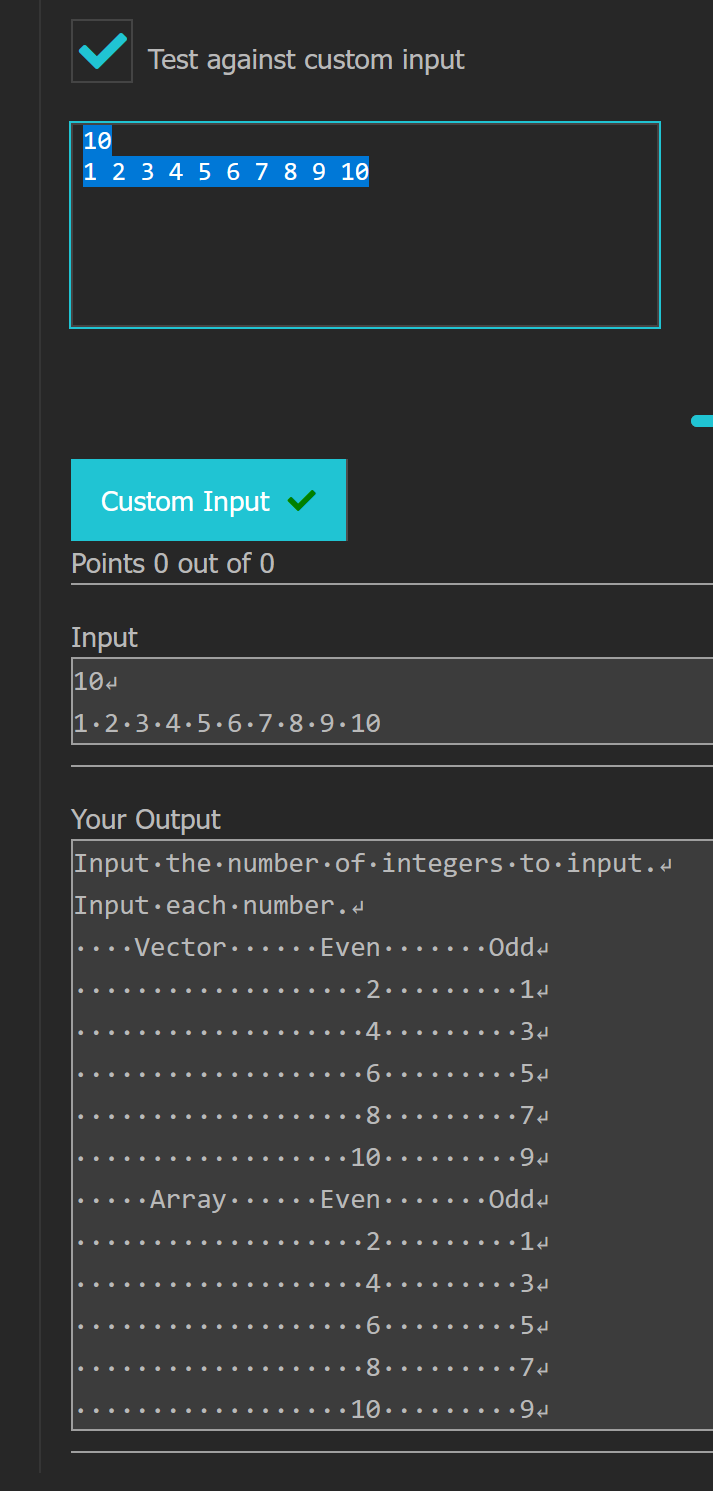 Test against custom input
10
1 2 3 4 5 6 7 8 9 10
Custom Input
Points 0 out of 0
Input
10↵
1·2·3·4·5·6·7·8·9·10
Your Output
Input·the·number·of·integers·to·input.↵
Input·each·number.↵
····Vector······Even·······Odd↵
···················2·········1↵
···················4·········3↵
···················6·········5↵
···················8·········7↵
··················10·········9↵
·····Array······Even·······Odd↵
···················2·········1↵
···················4·········3↵
···················6·········5↵
···················8·········7↵
··················10·········9↵